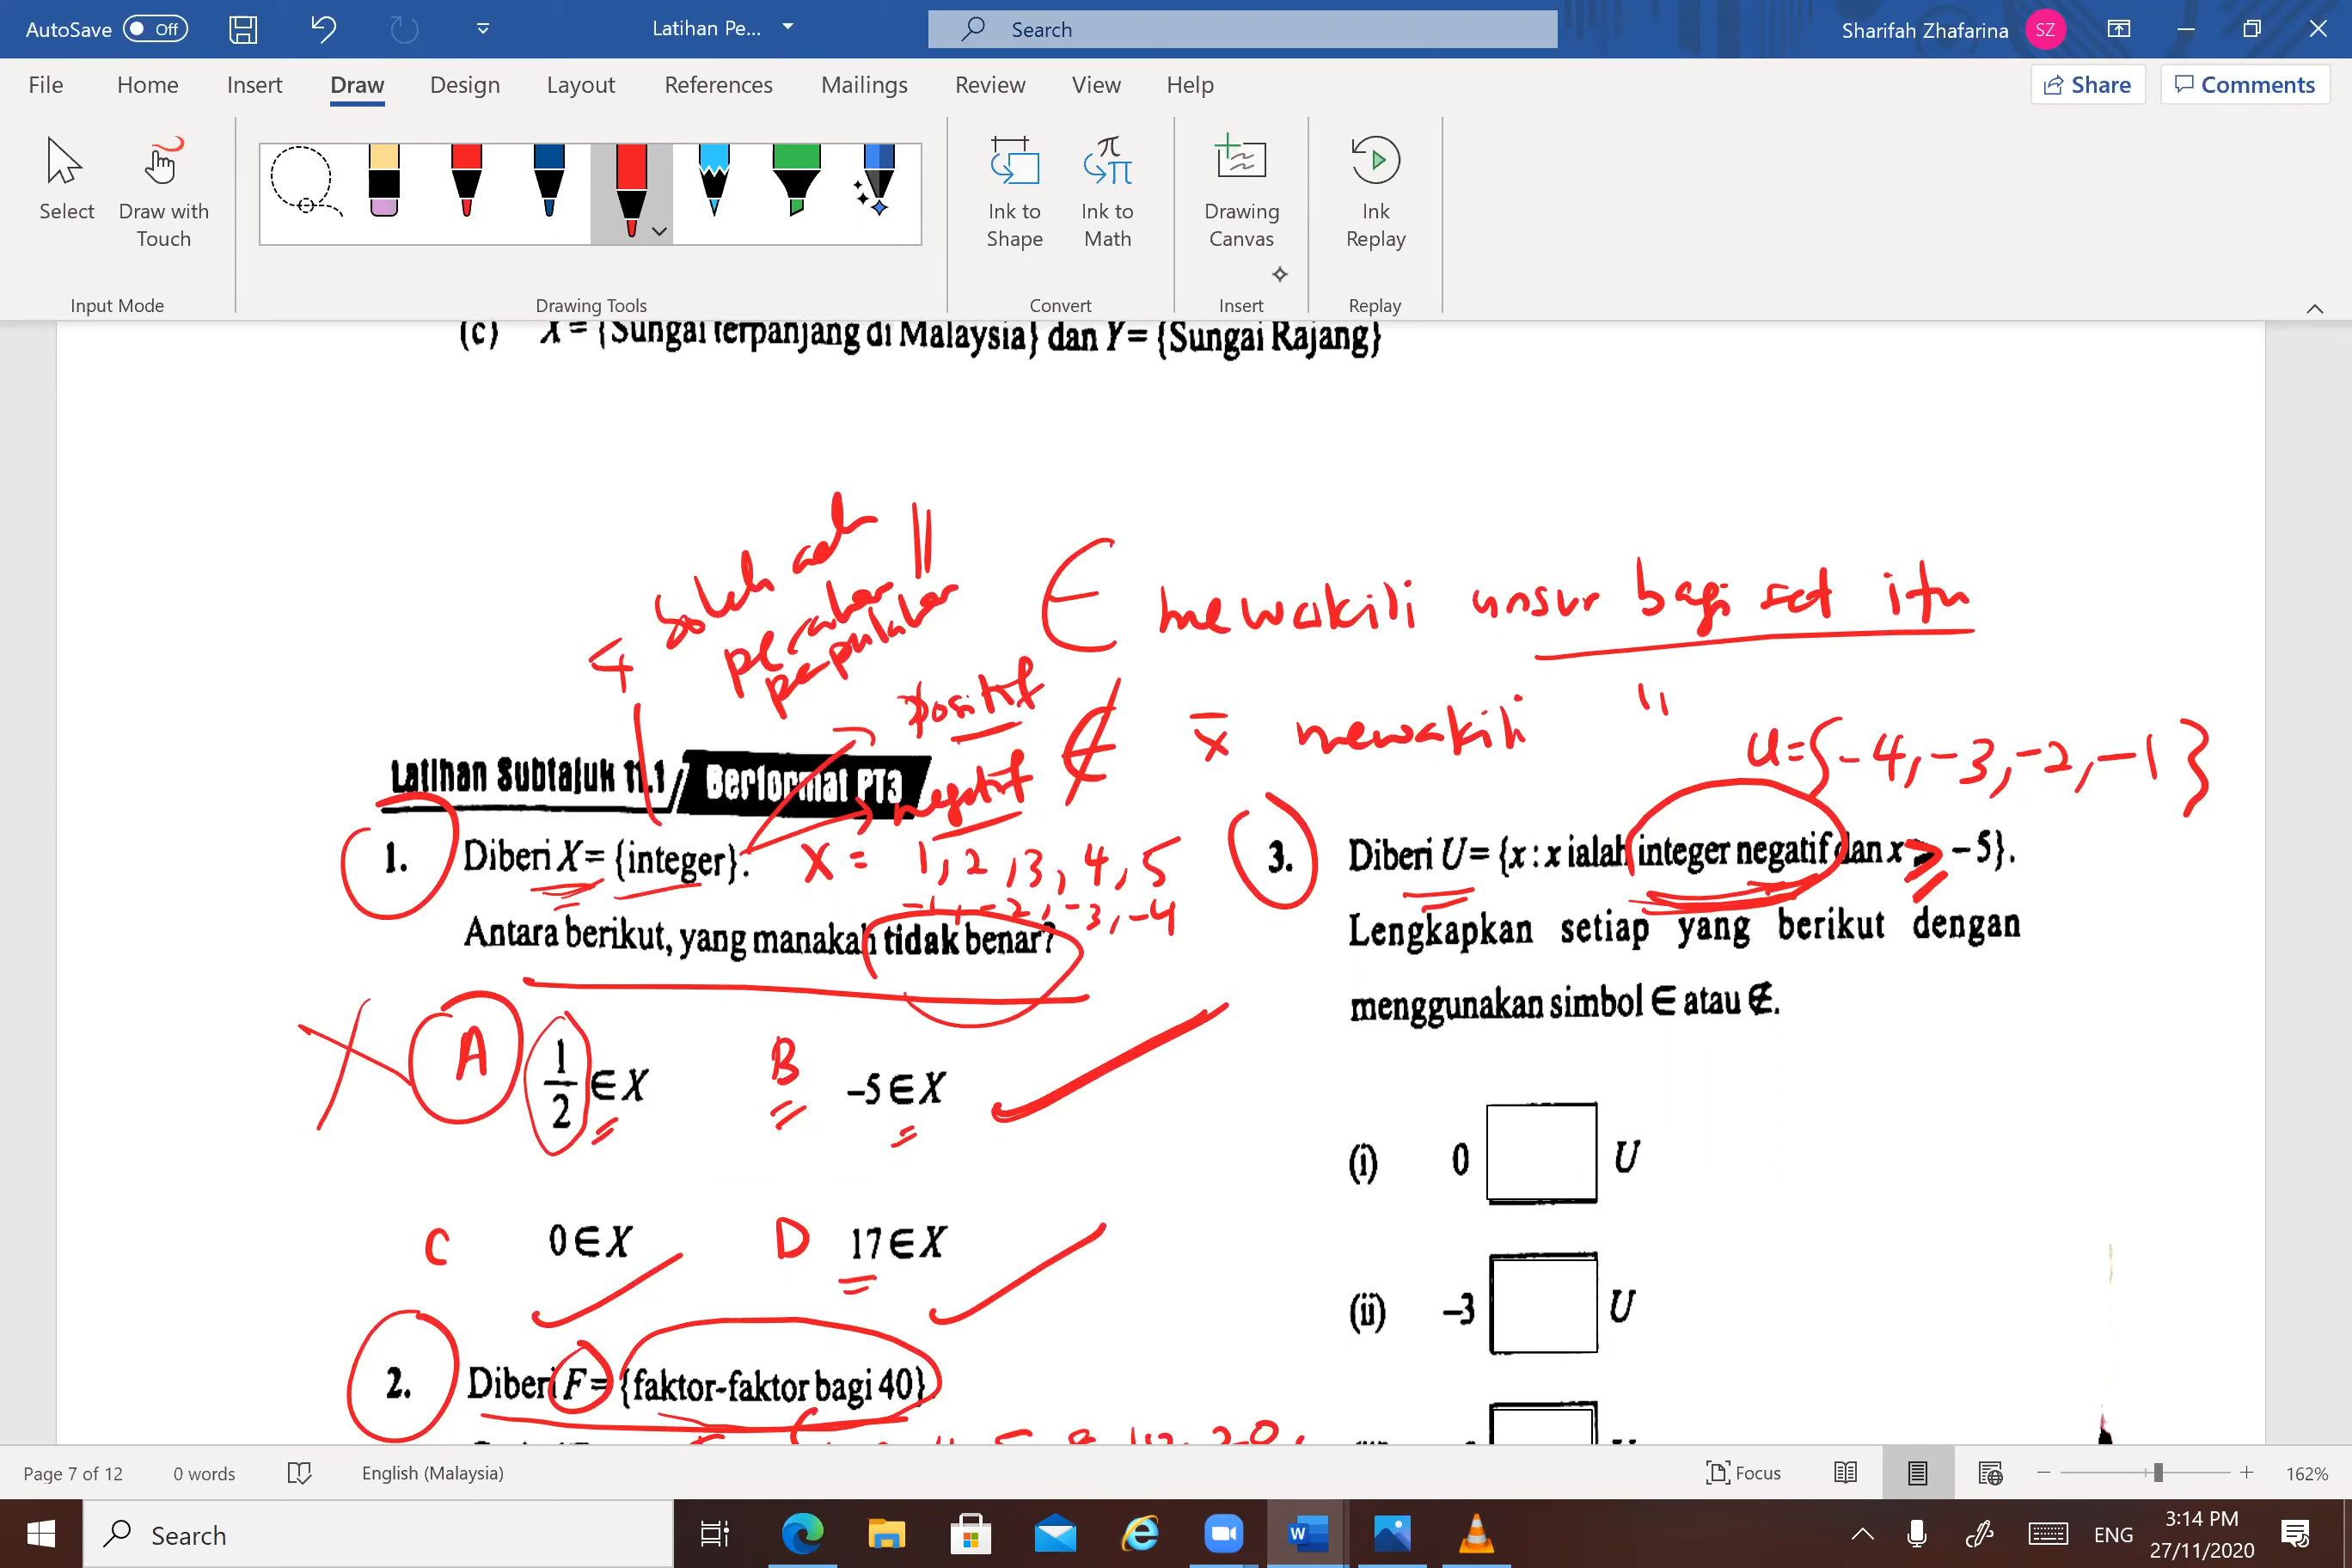 AutoSave Off Latihan Pe... Search Sharifah Zhafarina SZ
File Home Insert Draw Design Layout References Mailings Review View Help Share Comments
Select Draw with Touch Ink to Shape Ink to Math Drawing Canvas Ink Replay
Input Mode Drawing Tools Convert Insert Replay
(c) X = {Sungai terpanjang di Malaysia} dan Y = {Sungai Rajang}
∈ mewakili unsur bagi set itu
perpuluhan
positif
∉ x mewakili "
negatif
U = {-4, -3, -2, -1}
Latihan Subtajuk 11.1 Berformat PT3
1. Diberi X = {integer}.
X = 1, 2, 3, 4, 5
-1, -2, -3, -4
Antara berikut, yang manakah tidak benar?
A 1/2 ∈ X B -5 ∈ X
C 0 ∈ X D 17 ∈ X
2. Diberi F = {faktor-faktor bagi 40}
3. Diberi U = {x : x ialah integer negatif dan x > -5}.
Lengkapkan setiap yang berikut dengan
menggunakan simbol ∈ atau ∉.
(i) 0 U
(ii) -3 U
Page 7 of 12 0 words English (Malaysia) Focus 162%
Search ENG 3:14 PM
27/11/2020